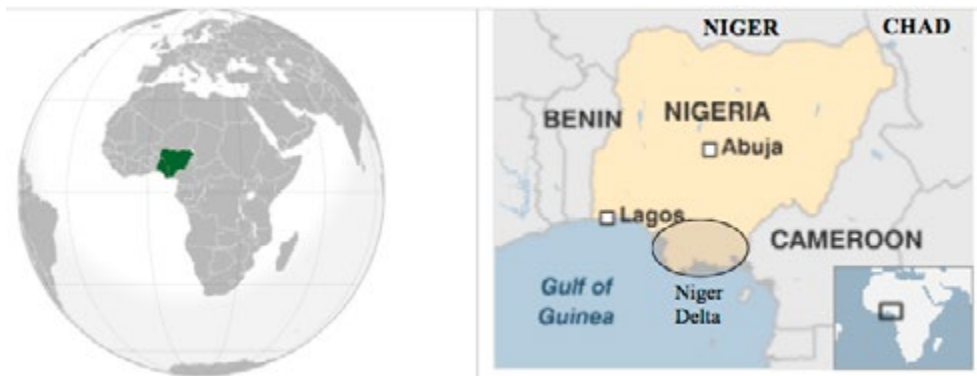 NIGER
CHAD
BENIN
NIGERIA
Abuja
Lagos
CAMEROON
Gulf of
Guinea
Niger
Delta